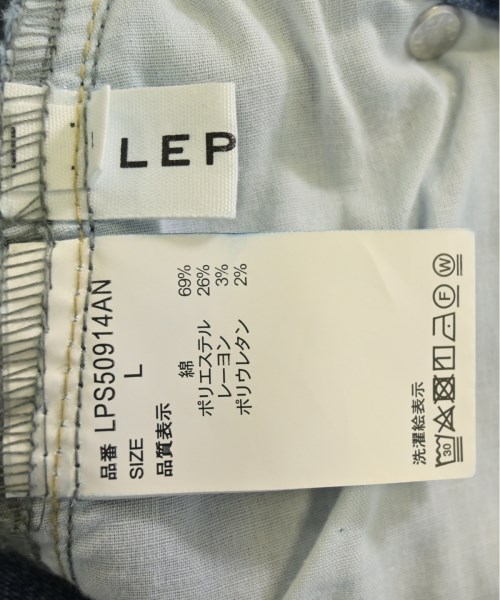 LEP
品番 LPS50914AN
SIZE L
品質表示
綿 69%
ポリエステル 26%
レーヨン 3%
ポリウレタン 2%
洗濯絵表示
30 F W